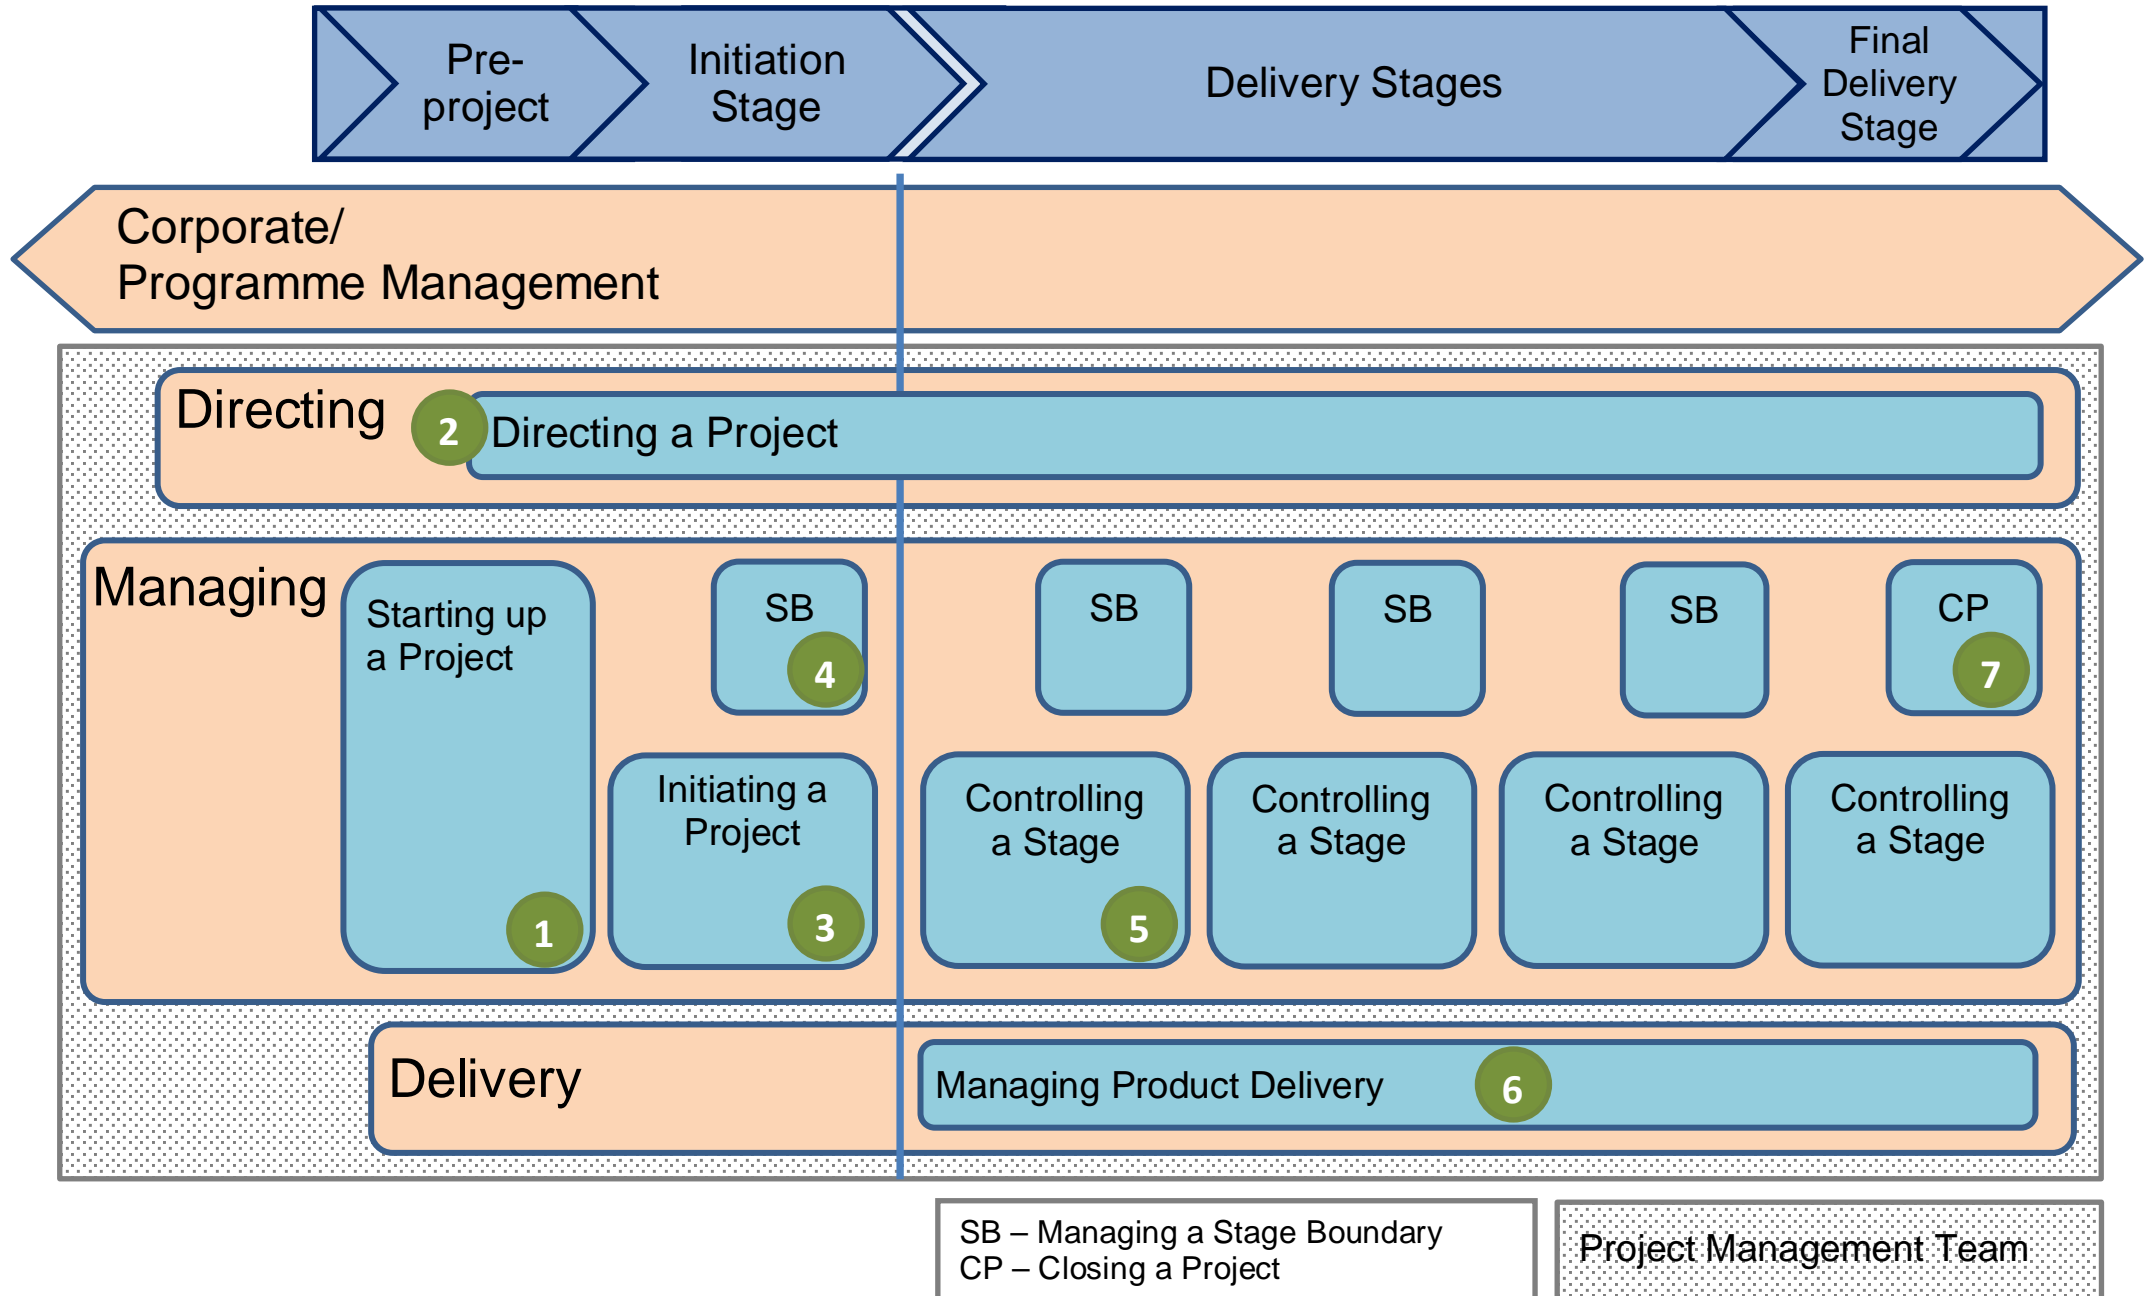 Pre-
project
Initiation
Stage
Delivery Stages
Final
Delivery
Stage
Corporate/
Programme Management
Directing
2
Directing a Project
Managing
Starting up
a Project
1
SB
4
Initiating a
Project
3
SB
SB
SB
CP
7
Controlling
a Stage
5
Controlling
a Stage
Controlling
a Stage
Controlling
a Stage
Delivery
Managing Product Delivery
6
SB – Managing a Stage Boundary
CP – Closing a Project
Project Management Team